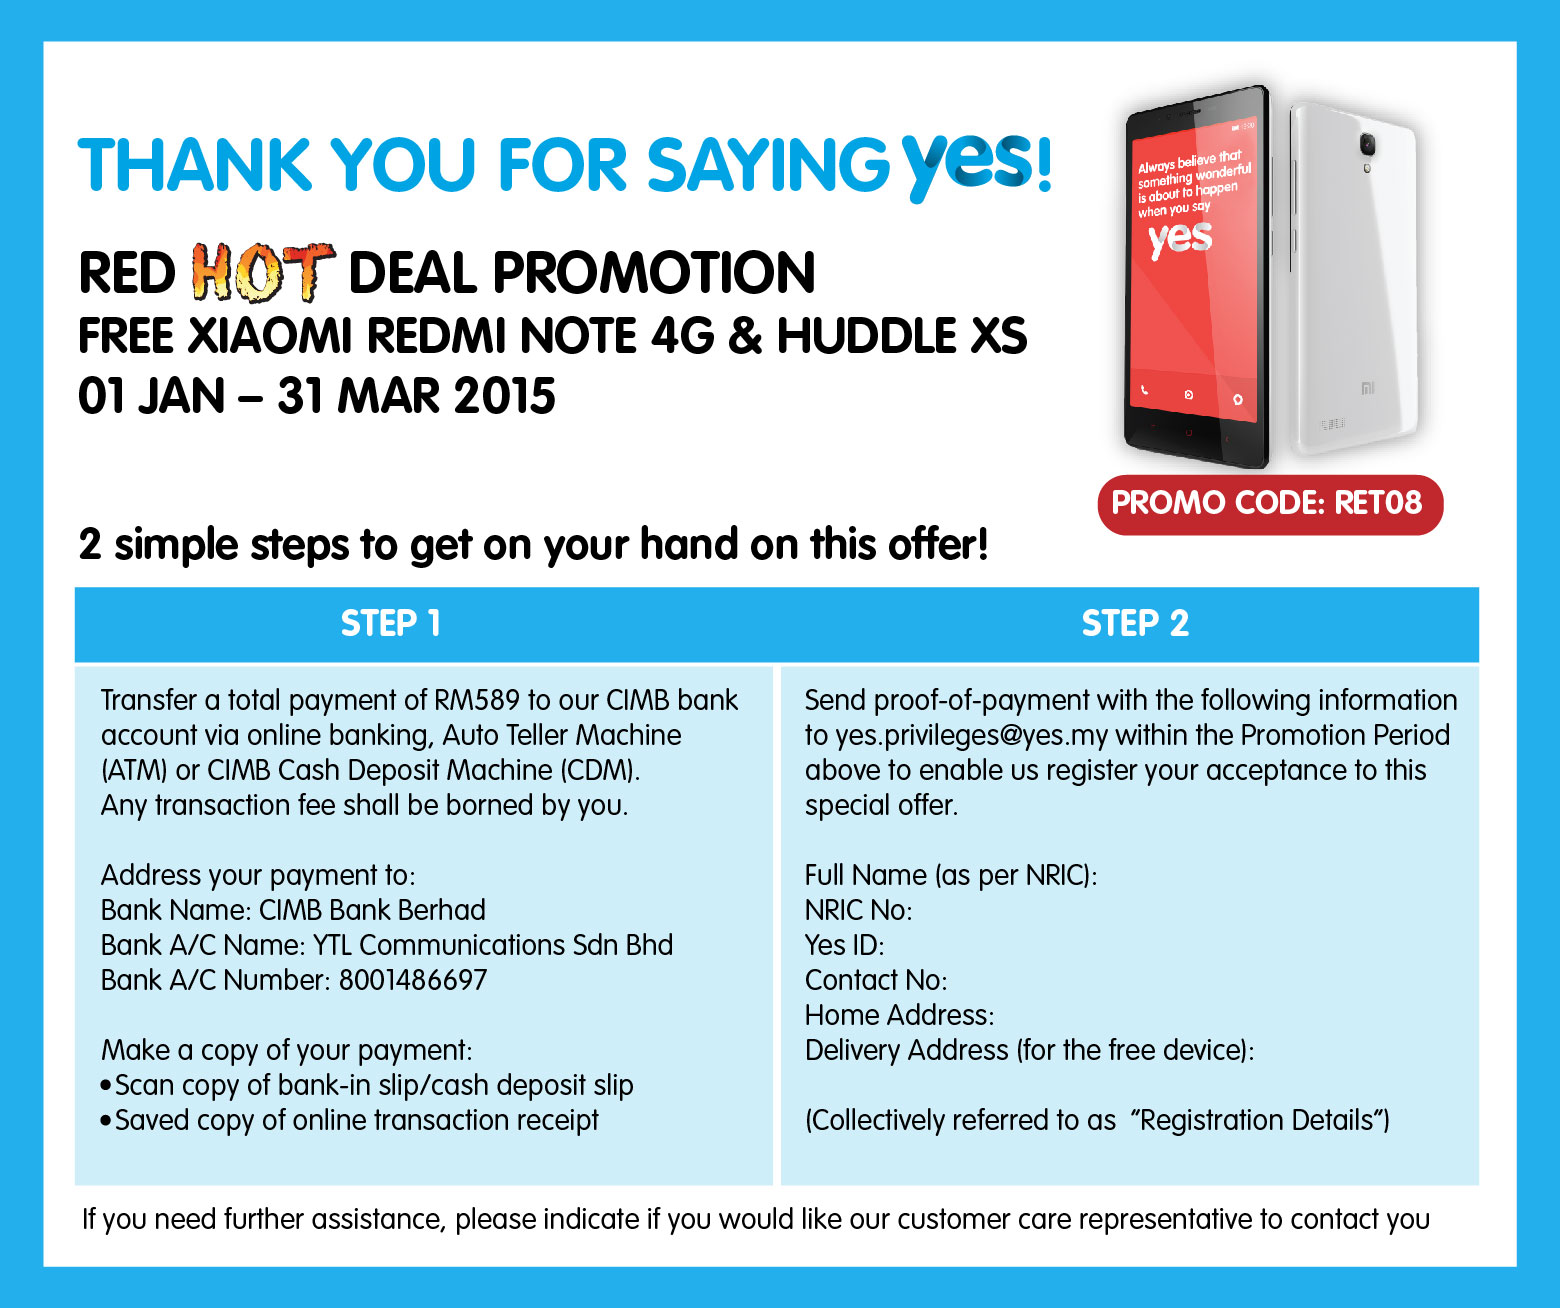 THANK YOU FOR SAYING yes!
RED HOT DEAL PROMOTION
FREE XIAOMI REDMI NOTE 4G & HUDDLE XS
01 JAN – 31 MAR 2015
Always believe that
something wonderful
is about to happen
when you say
yes
MI
PROMO CODE: RET08
2 simple steps to get on your hand on this offer!
STEP 1
Transfer a total payment of RM589 to our CIMB bank
account via online banking, Auto Teller Machine
(ATM) or CIMB Cash Deposit Machine (CDM).
Any transaction fee shall be borned by you.
Address your payment to:
Bank Name: CIMB Bank Berhad
Bank A/C Name: YTL Communications Sdn Bhd
Bank A/C Number: 8001486697
Make a copy of your payment:
•Scan copy of bank-in slip/cash deposit slip
•Saved copy of online transaction receipt
STEP 2
Send proof-of-payment with the following information
to yes.privileges@yes.my within the Promotion Period
above to enable us register your acceptance to this
special offer.
Full Name (as per NRIC):
NRIC No:
Yes ID:
Contact No:
Home Address:
Delivery Address (for the free device):
(Collectively referred to as “Registration Details”)
If you need further assistance, please indicate if you would like our customer care representative to contact you